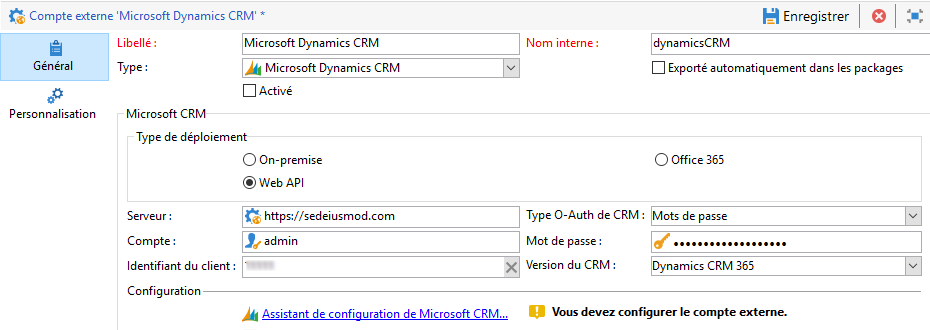 Compte externe 'Microsoft Dynamics CRM' *
Enregistrer
Général
Personnalisation
Libellé :
Microsoft Dynamics CRM
Nom interne :
dynamicsCRM
Type :
Microsoft Dynamics CRM
Exporté automatiquement dans les packages
Activé
Microsoft CRM
Type de déploiement
On-premise
Office 365
Web API
Serveur :
https://sedeiusmod.com
Type O-Auth de CRM :
Mots de passe
Compte :
admin
Mot de passe :
Identifiant du client :
Version du CRM :
Dynamics CRM 365
Configuration
Assistant de configuration de Microsoft CRM...
Vous devez configurer le compte externe.